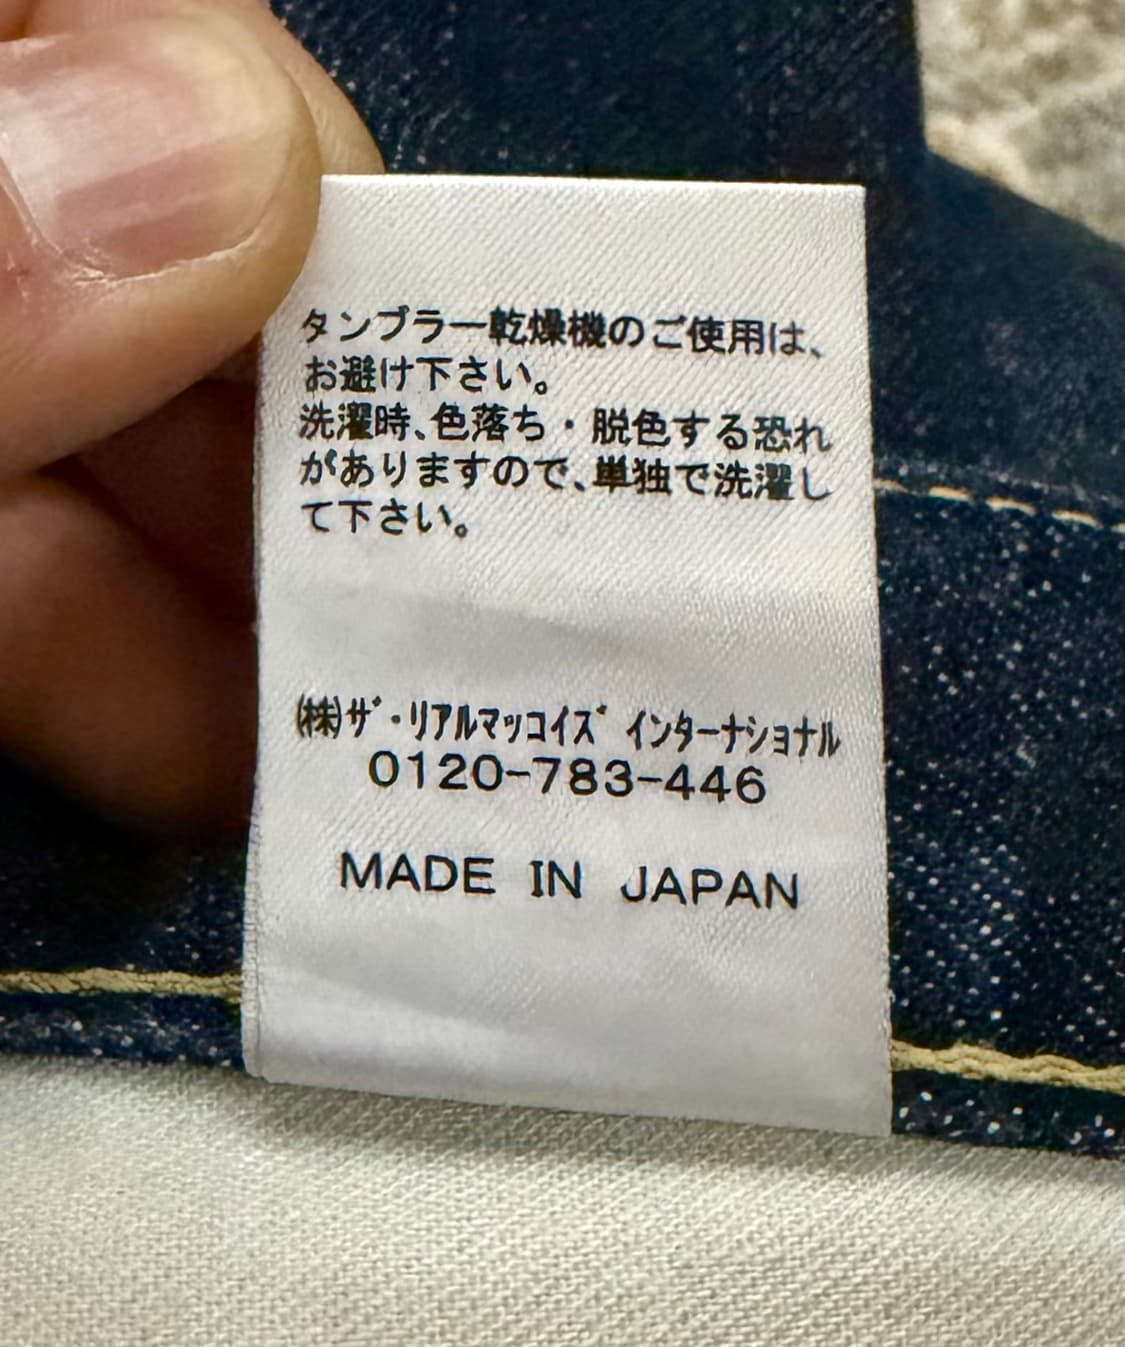 タンブラー乾燥機のご使用は、
お避け下さい。
洗濯時、色落ち・脱色する恐れ
がありますので、単独で洗濯し
て下さい。
㈱ｻﾞ・ﾘｱﾙﾏｯｺｲｽﾞ ｲﾝﾀｰﾅｼｮﾅﾙ
0120-783-446
MADE IN JAPAN